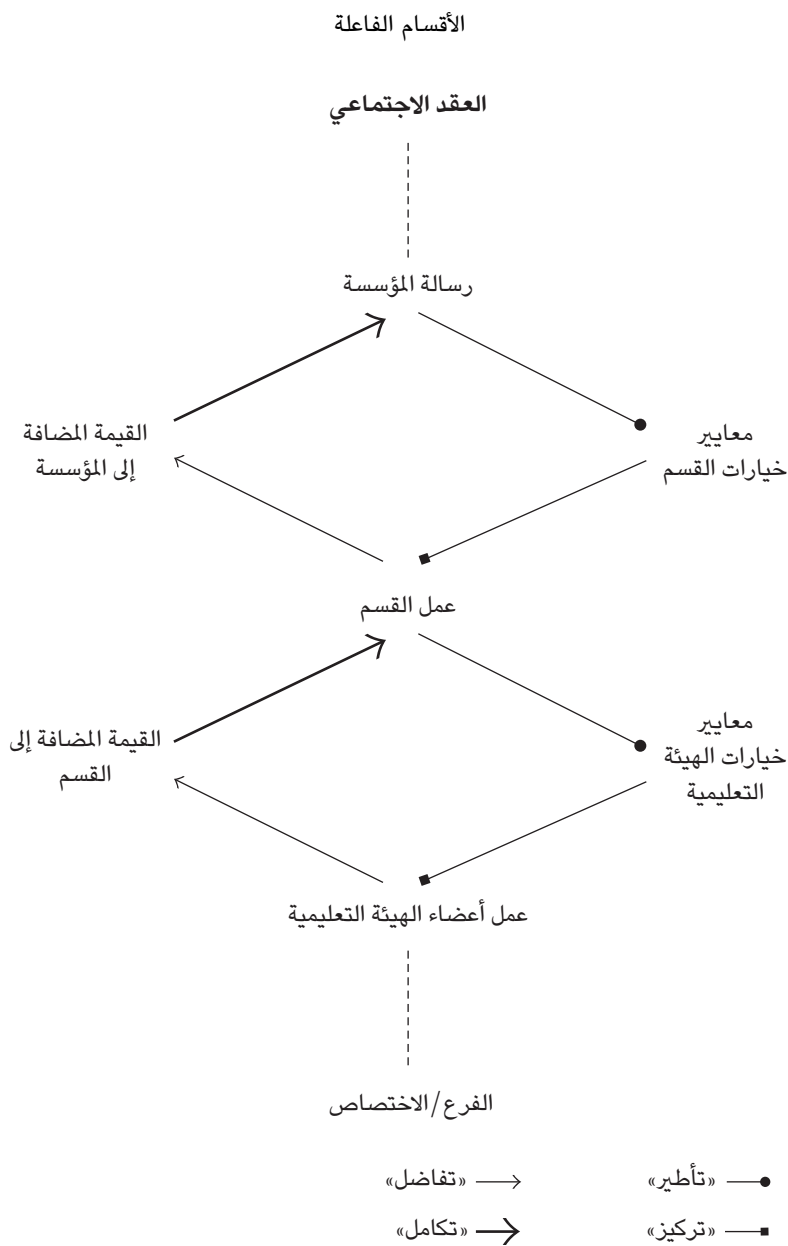 الأقسام الفاعلة
العقد الاجتماعي
رسالة المؤسسة
معايير
خيارات القسم
القيمة المضافة
إلى المؤسسة
عمل القسم
معايير
خيارات الهيئة
التعليمية
القيمة المضافة إلى
القسم
عمل أعضاء الهيئة التعليمية
الفرع/الاختصاص
«تأطير»
«تفاضل»
«تركيز»
«تكامل»